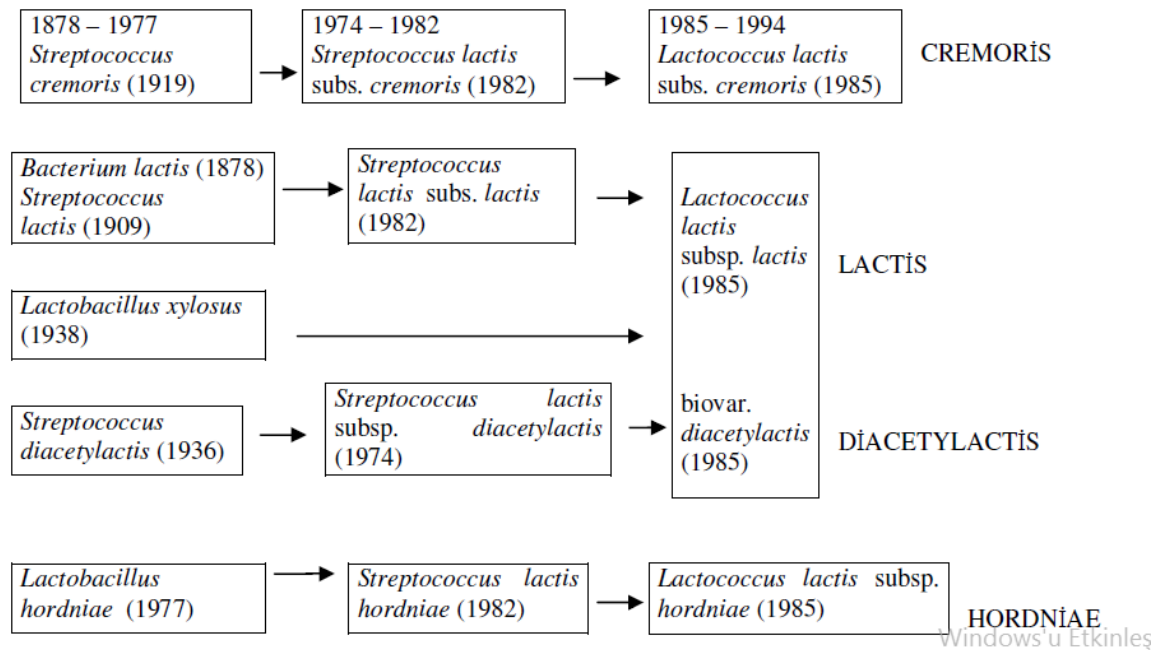 1878 – 1977
Streptococcus
cremoris (1919)
1974 – 1982
Streptococcus lactis
subs. cremoris (1982)
1985 – 1994
Lactococcus lactis
subs. cremoris (1985)
CREMORİS
Bacterium lactis (1878)
Streptococcus
lactis (1909)
Streptococcus
lactis subs. lactis
(1982)
Lactococcus
lactis
subsp. lactis
(1985)
LACTİS
Lactobacillus xylosus
(1938)
Streptococcus
diacetylactis (1936)
Streptococcus lactis
subsp. diacetylactis
(1974)
biovar.
diacetylactis
(1985)
DİACETYLACTİS
Lactobacillus
hordniae (1977)
Streptococcus lactis
hordniae (1982)
Lactococcus lactis subsp.
hordniae (1985)
HORDNİAE
Windows'u Etkinleş